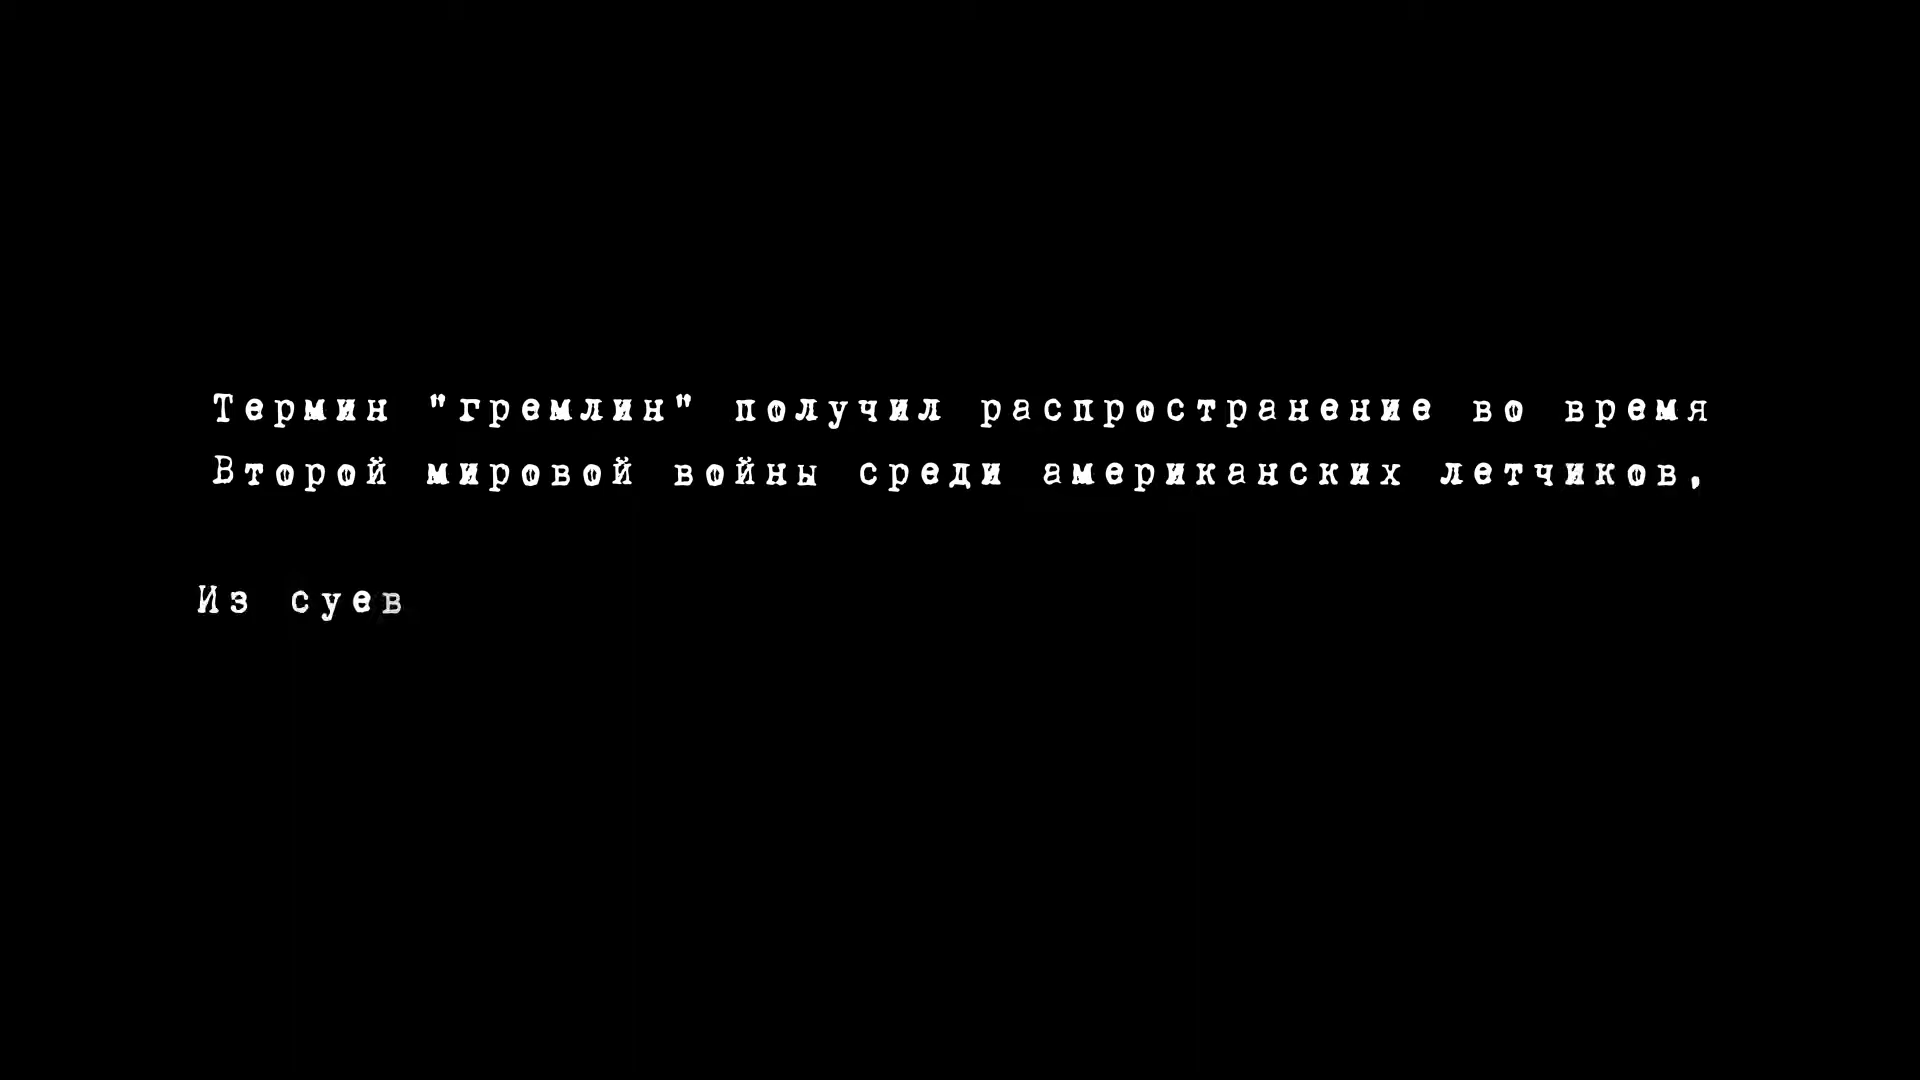 Термин "гремлин" получил распространение во время
Второй мировой войны среди американских летчиков,
Из суев